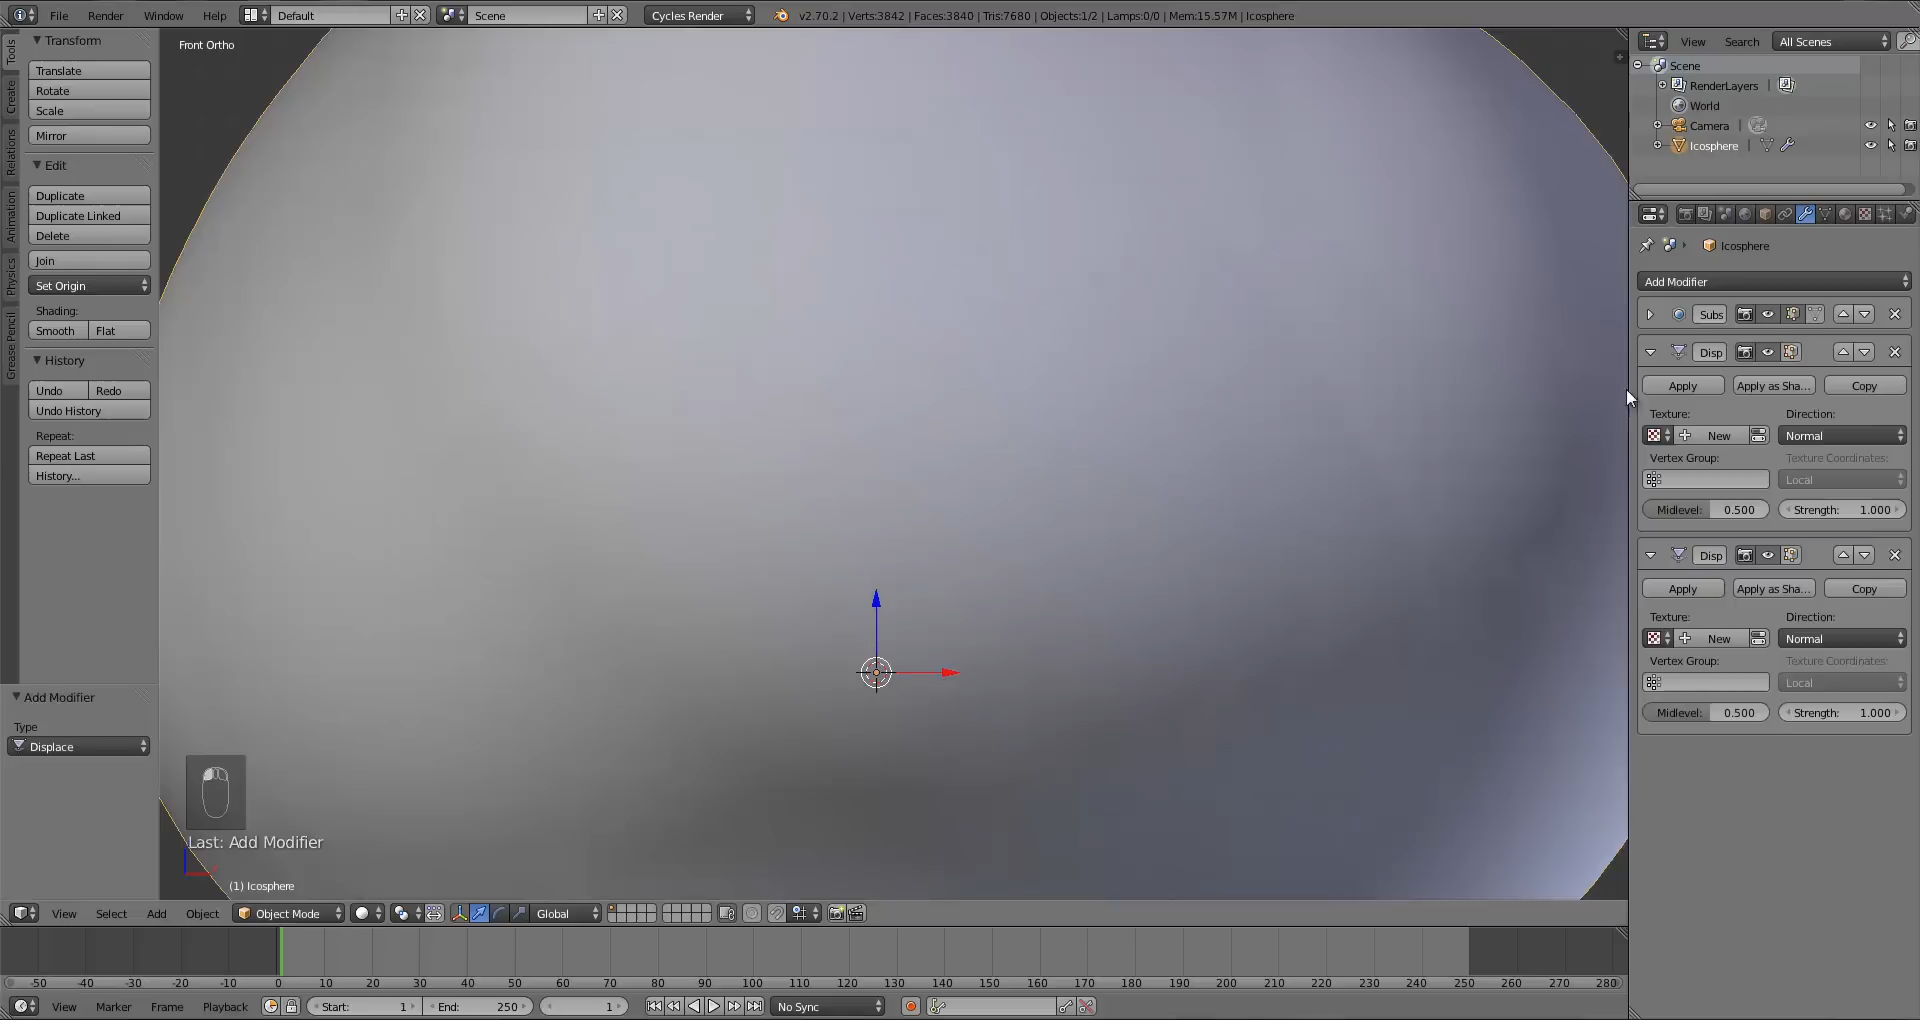 File Render Window Help Default Scene Cycles Render v2.70.2 | Verts:3842 | Faces:3840 | Tris:7680 | Objects:1/2 | Lamps:0/0 | Mem:15.57M | Icosphere
Tools
Create
Relations
Animation
Physics
Grease Pencil
Transform
Translate
Rotate
Scale
Mirror
Edit
Duplicate
Duplicate Linked
Delete
Join
Set Origin
Shading:
Smooth Flat
History
Undo Redo
Undo History
Repeat:
Repeat Last
History...
Add Modifier
Type
Displace
Front Ortho
Last: Add Modifier
(1) Icosphere
View Search All Scenes
Scene
RenderLayers |
World
Camera |
Icosphere |
Icosphere
Add Modifier
Subs
Disp
Apply Apply as Sha... Copy
Texture: Direction:
New Normal
Vertex Group: Texture Coordinates:
Local
Midlevel: 0.500 Strength: 1.000
Disp
Apply Apply as Sha... Copy
Texture: Direction:
New Normal
Vertex Group: Texture Coordinates:
Local
Midlevel: 0.500 Strength: 1.000
View Select Add Object Object Mode Global
-50 -40 -30 -20 -10 0 10 20 30 40 50 60 70 80 90 100 110 120 130 140 150 160 170 180 190 200 210 220 230 240 250 260 270 280
View Marker Frame Playback Start: 1 End: 250 1 No Sync